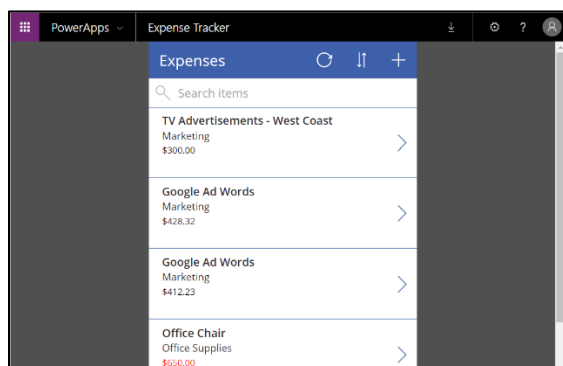 PowerApps Expense Tracker ?
Expenses
Search items
TV Advertisements - West Coast
Marketing
$300.00
Google Ad Words
Marketing
$428.32
Google Ad Words
Marketing
$412.23
Office Chair
Office Supplies
$650.00